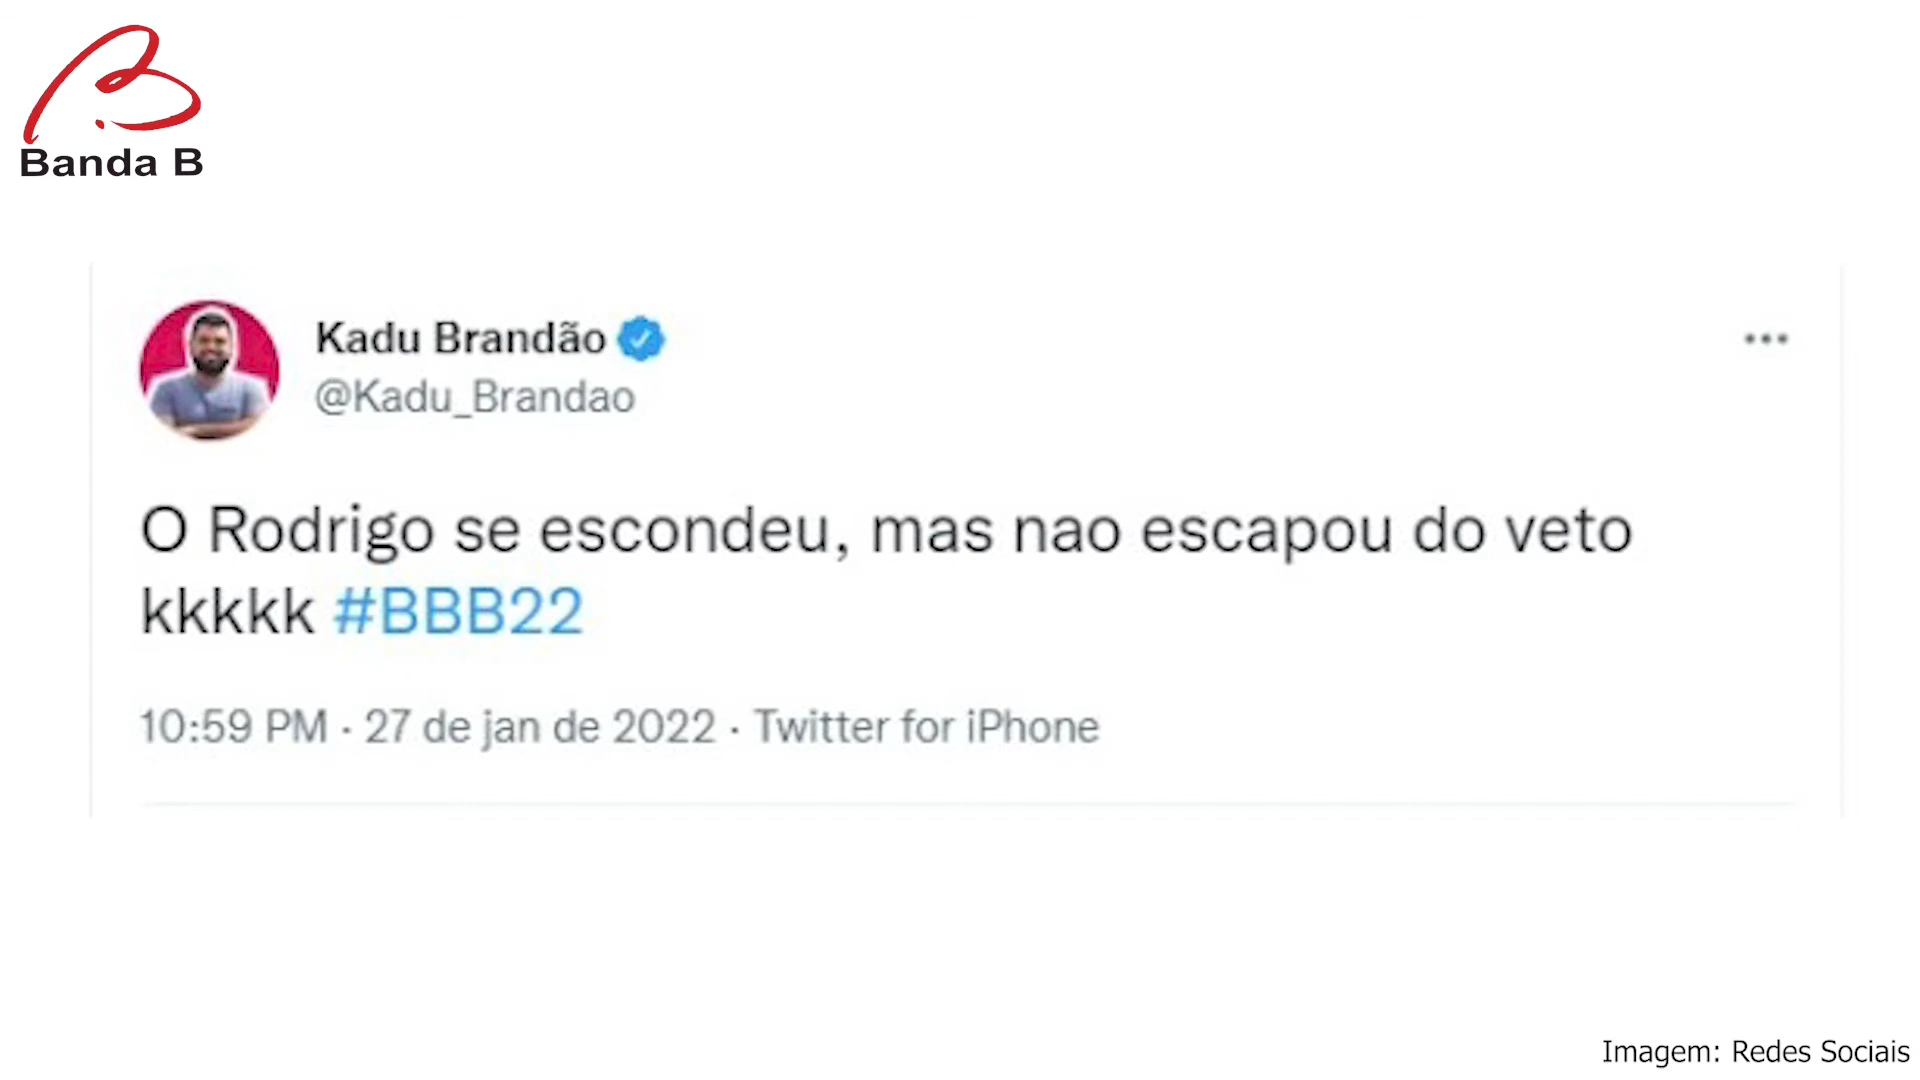 Banda B
Kadu Brandão
@Kadu_Brandao
O Rodrigo se escondeu, mas nao escapou do veto
kkkkk #BBB22
10:59 PM · 27 de jan de 2022 · Twitter for iPhone
Imagem: Redes Sociais